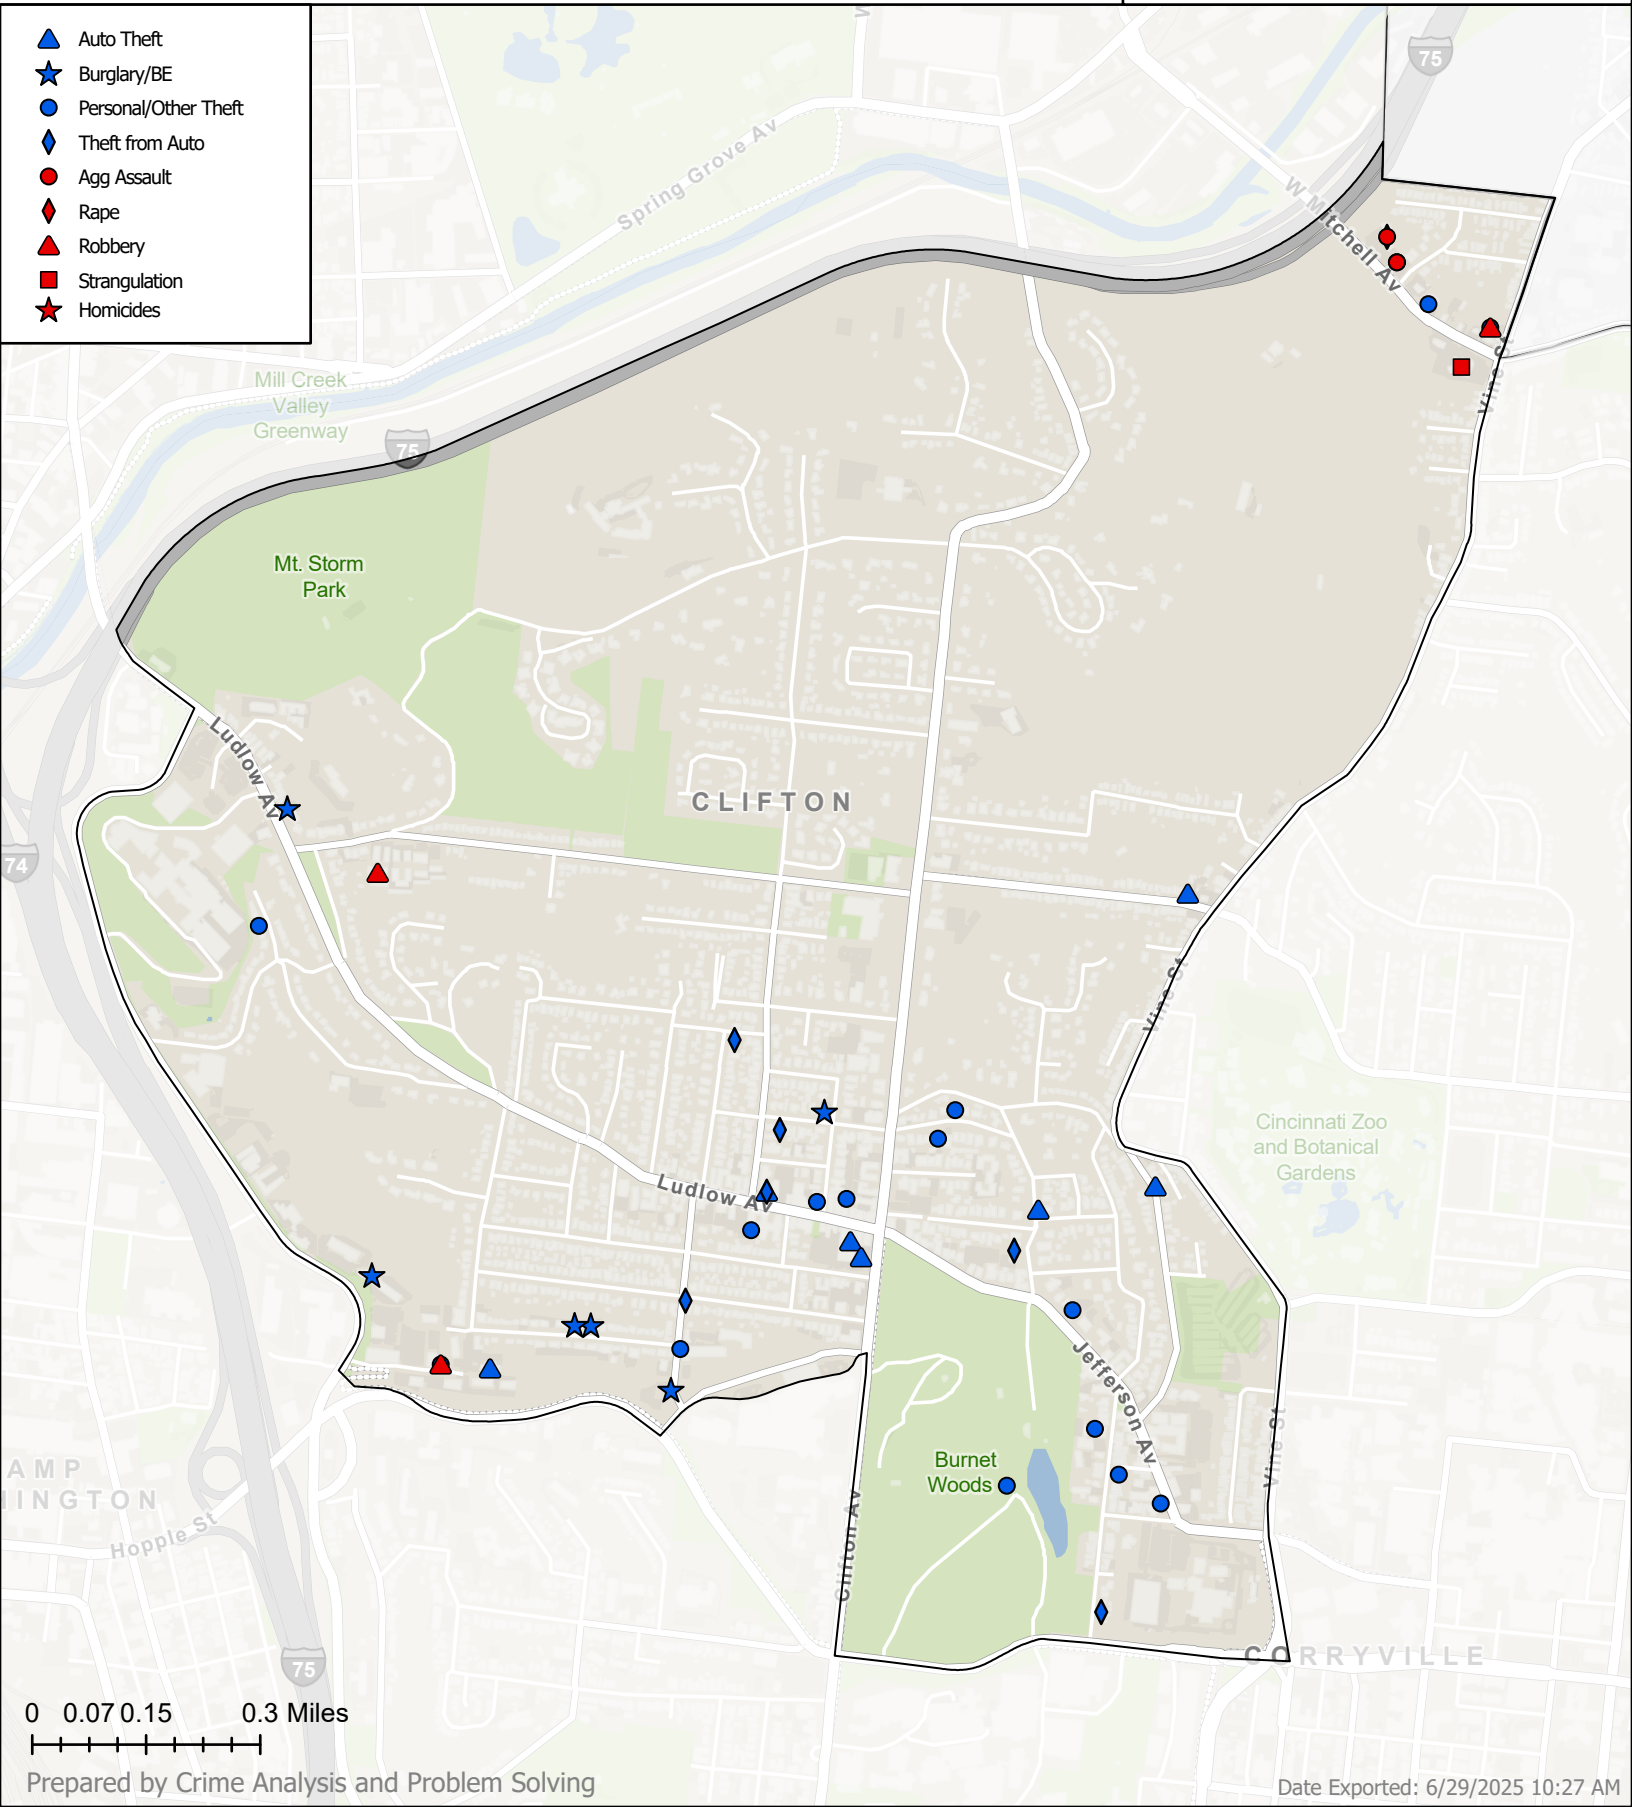 Auto Theft
Burglary/BE
Personal/Other Theft
Theft from Auto
Agg Assault
Rape
Robbery
Strangulation
Homicides
75
Spring Grove Av
W Mitchell Av
Mill Creek
Valley
Greenway
75
Vine St
Mt. Storm
Park
Ludlow Av
CLIFTON
74
Vine St
Cincinnati Zoo
and Botanical
Gardens
Ludlow Av
Jefferson Av
Burnet
Woods
Vine St
AMP
INGTON
Hopple St
Clifton Av
CORRYVILLE
75
0 0.07 0.15 0.3 Miles
Prepared by Crime Analysis and Problem Solving
Date Exported: 6/29/2025 10:27 AM